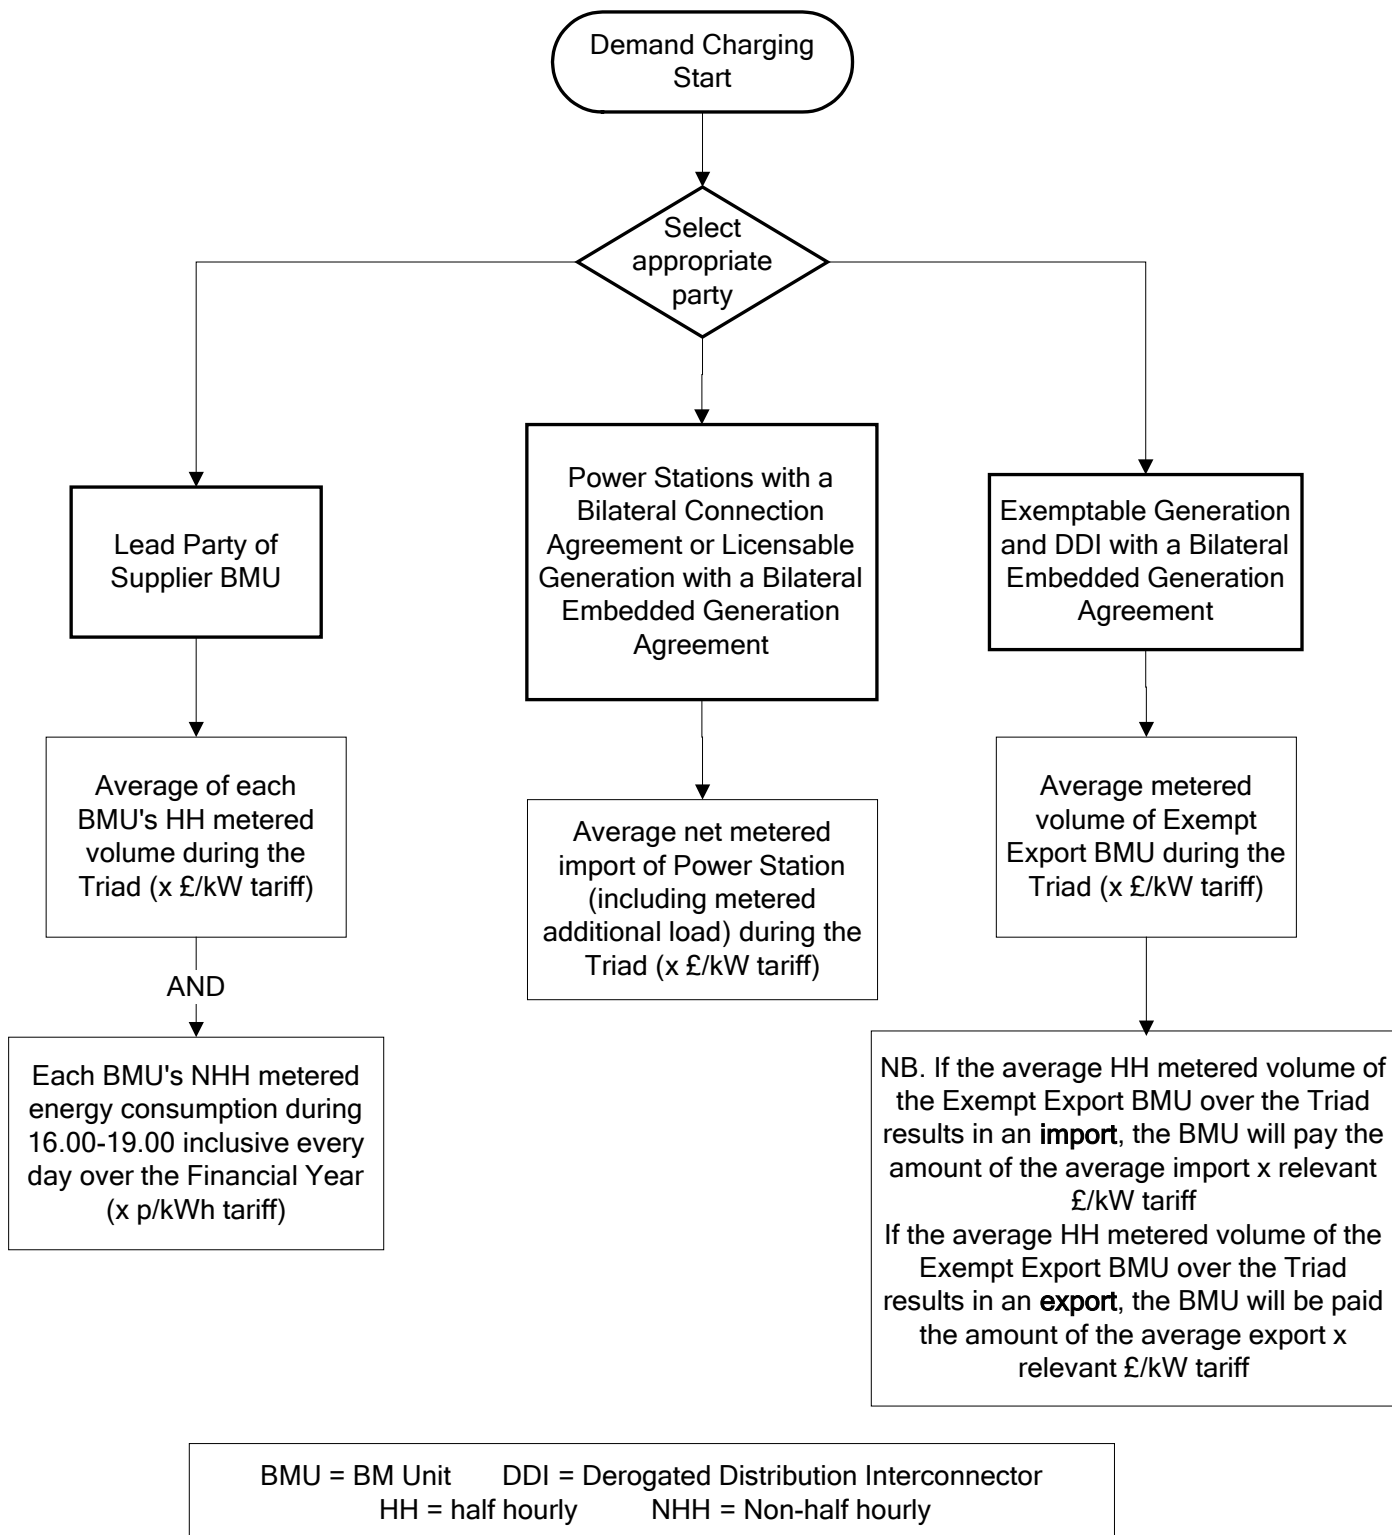 Demand Charging
Start
Select
appropriate
party
Lead Party of
Supplier BMU
Power Stations with a
Bilateral Connection
Agreement or Licensable
Generation with a Bilateral
Embedded Generation
Agreement
Exemptable Generation
and DDI with a Bilateral
Embedded Generation
Agreement
Average of each
BMU's HH metered
volume during the
Triad (x £/kW tariff)
AND
Each BMU's NHH metered
energy consumption during
16.00-19.00 inclusive every
day over the Financial Year
(x p/kWh tariff)
Average net metered
import of Power Station
(including metered
additional load) during the
Triad (x £/kW tariff)
Average metered
volume of Exempt
Export BMU during the
Triad (x £/kW tariff)
NB. If the average HH metered volume of
the Exempt Export BMU over the Triad
results in an import, the BMU will pay the
amount of the average import x relevant
£/kW tariff
If the average HH metered volume of the
Exempt Export BMU over the Triad
results in an export, the BMU will be paid
the amount of the average export x
relevant £/kW tariff
BMU = BM Unit DDI = Derogated Distribution Interconnector
HH = half hourly NHH = Non-half hourly